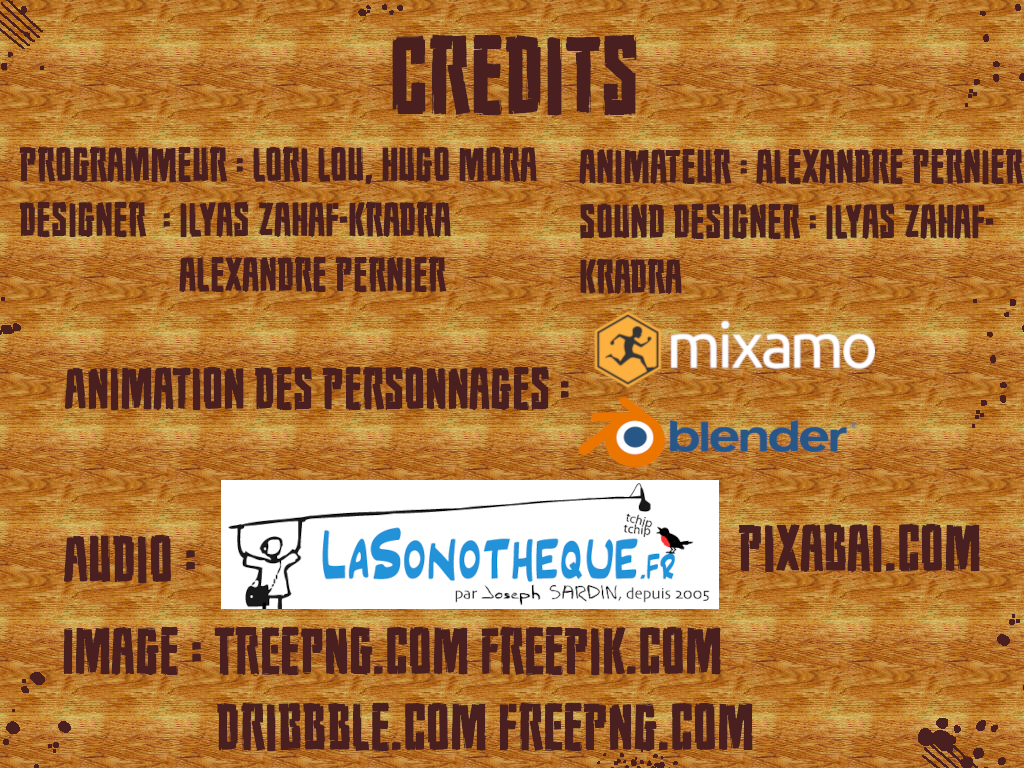 CREDITS
PROGRAMMEUR : LORI LOU, HUGO MORA
DESIGNER : ILYAS ZAHAF-KRADRA
ALEXANDRE PERNIER
ANIMATEUR : ALEXANDRE PERNIER
SOUND DESIGNER : ILYAS ZAHAF-
KRADRA
ANIMATION DES PERSONNAGES :
mixamo
blender
AUDIO :
tchip
tchip
LASONOTHEQUE.FR
par Joseph SARDIN, depuis 2005
PIXABAI.COM
IMAGE : TREEPNG.COM FREEPIK.COM
DRIBBBLE.COM FREEPNG.COM